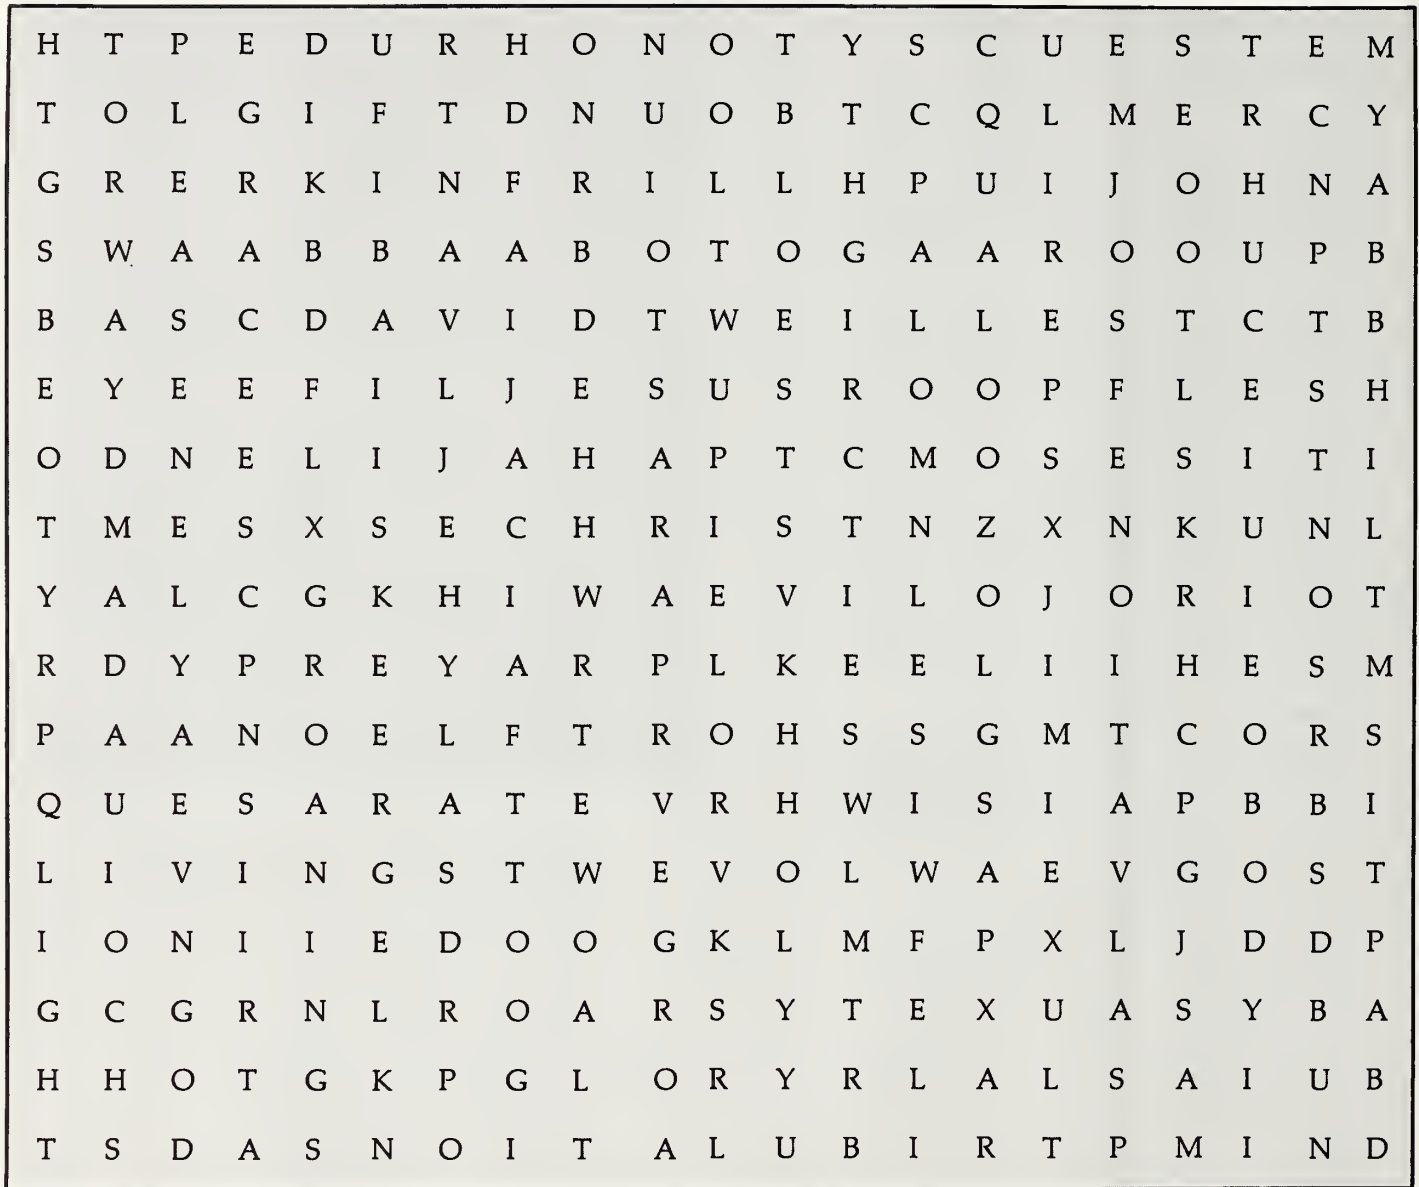 H T P E D U R H O N O T Y S C U E S T E M
T O L G I F T D N U O B T C Q L M E R C Y
G R E R K I N F R I L L H P U I J O H N A
S W A A B B A A B O T O G A A R O O U P B
B A S C D A V I D T W E I L L E S T C T B
E Y E E F I L J E S U S R O O P F L E S H
O D N E L I J A H A P T C M O S E S I T I
T M E S X S E C H R I S T N Z X N K U N L
Y A L C G K H I W A E V I L O J O R I O T
R D Y P R E Y A R P L K E E L I I H E S M
P A A N O E L F T R O H S S G M T C O R S
Q U E S A R A T E V R H W I S I A P B B I
L I V I N G S T W E V O L W A E V G O S T
I O N I I E D O O G K L M F P X L J D D P
G C G R N L R O A R S Y T E X U A S Y B A
H H O T G K P G L O R Y R L A L S A I U B
T S D A S N O I T A L U B I R T P M I N D